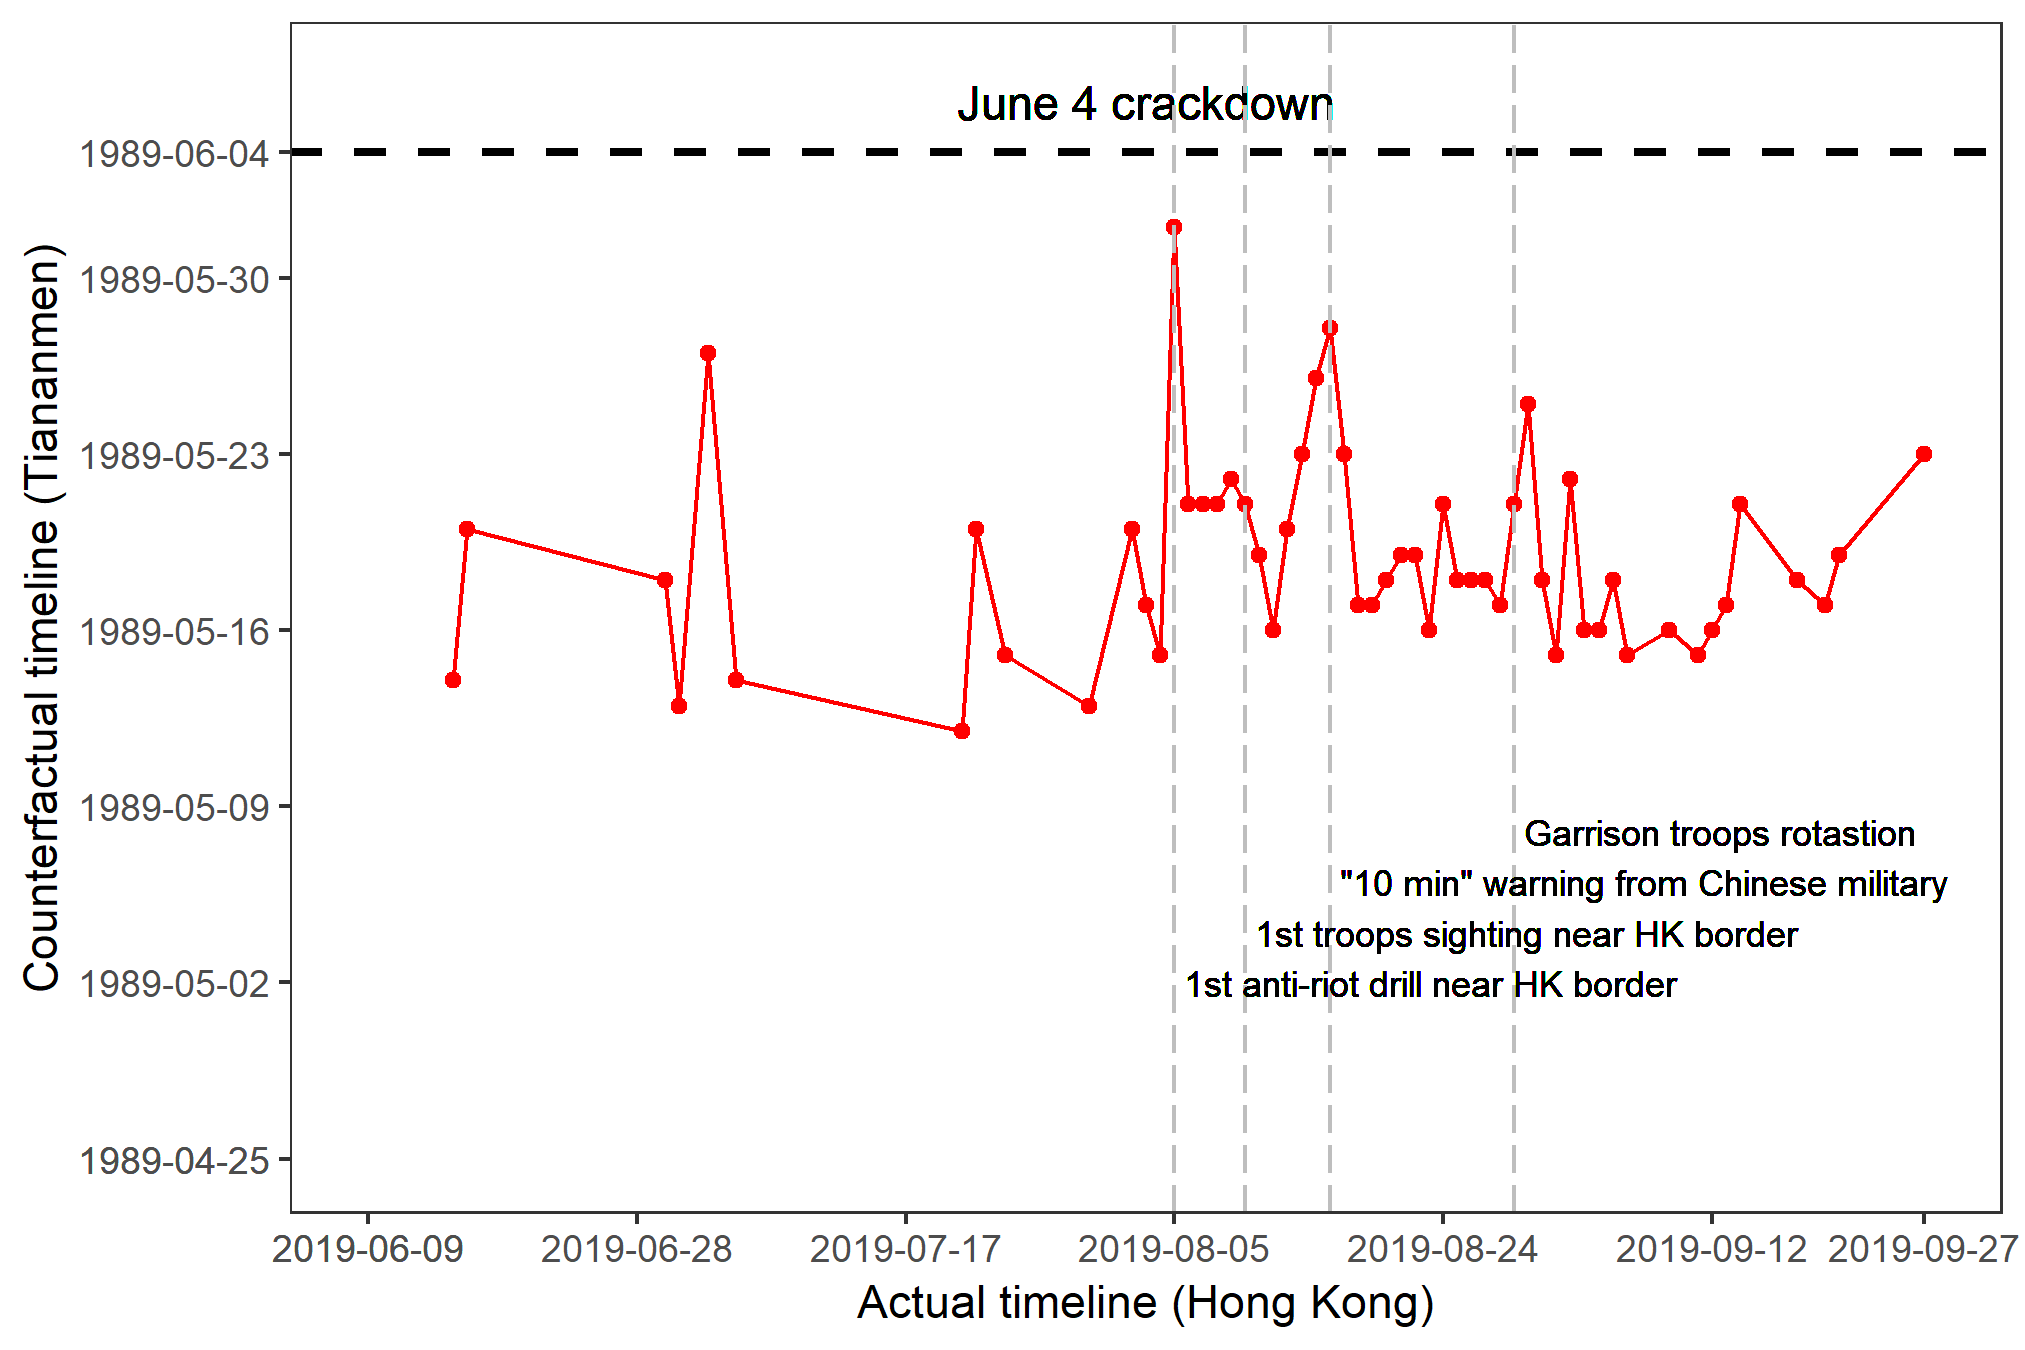 June 4 crackdown
1989-06-04
1989-05-30
1989-05-23
1989-05-16
1989-05-09
1989-05-02
1989-04-25
Counterfactual timeline (Tiananmen)
Garrison troops rotastion
"10 min" warning from Chinese military
1st troops sighting near HK border
1st anti-riot drill near HK border
2019-06-09 2019-06-28 2019-07-17 2019-08-05 2019-08-24 2019-09-12 2019-09-27
Actual timeline (Hong Kong)